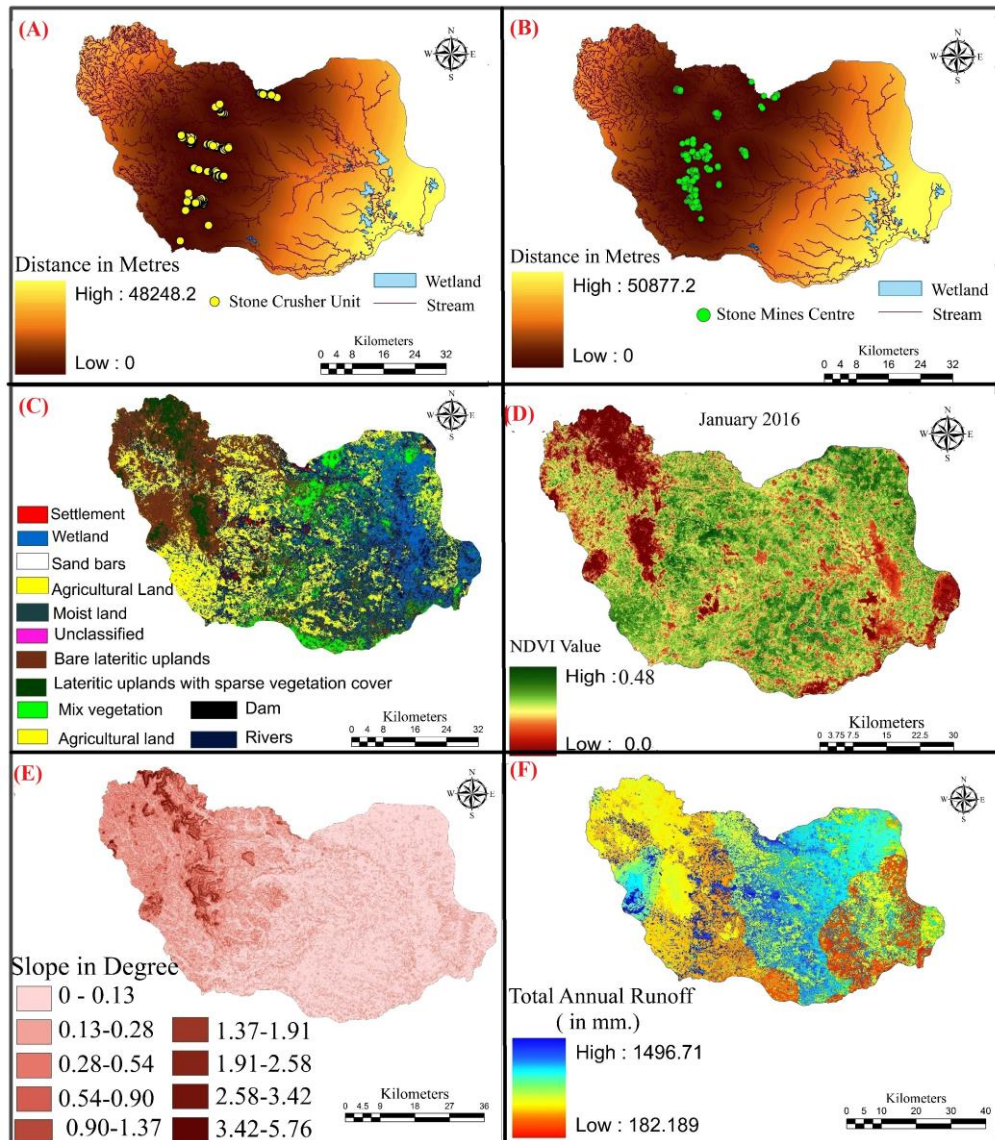 (A)
N
W E
S
Distance in Metres
High : 48248.2
Low : 0
Stone Crusher Unit
Wetland
Stream
Kilometers
0 4 8 16 24 32
(B)
N
W E
S
Distance in Metres
High : 50877.2
Low : 0
Stone Mines Centre
Wetland
Stream
Kilometers
0 4 8 16 24 32
(C)
N
W E
S
Settlement
Wetland
Sand bars
Agricultural Land
Moist land
Unclassified
Bare lateritic uplands
Lateritic uplands with sparse vegetation cover
Mix vegetation
Dam
Agricultural land
Rivers
Kilometers
0 4 8 16 24 32
(D)
January 2016
N
W E
S
NDVI Value
High : 0.48
Low : 0.0
Kilometers
0 3.75 7.5 15 22.5 30
(E)
N
W E
S
Slope in Degree
0 - 0.13
0.13-0.28
0.28-0.54
0.54-0.90
0.90-1.37
1.37-1.91
1.91-2.58
2.58-3.42
3.42-5.76
Kilometers
0 4.5 9 18 27 36
(F)
N
W E
S
Total Annual Runoff
( in mm.)
High : 1496.71
Low : 182.189
Kilometers
0 5 10 20 30 40